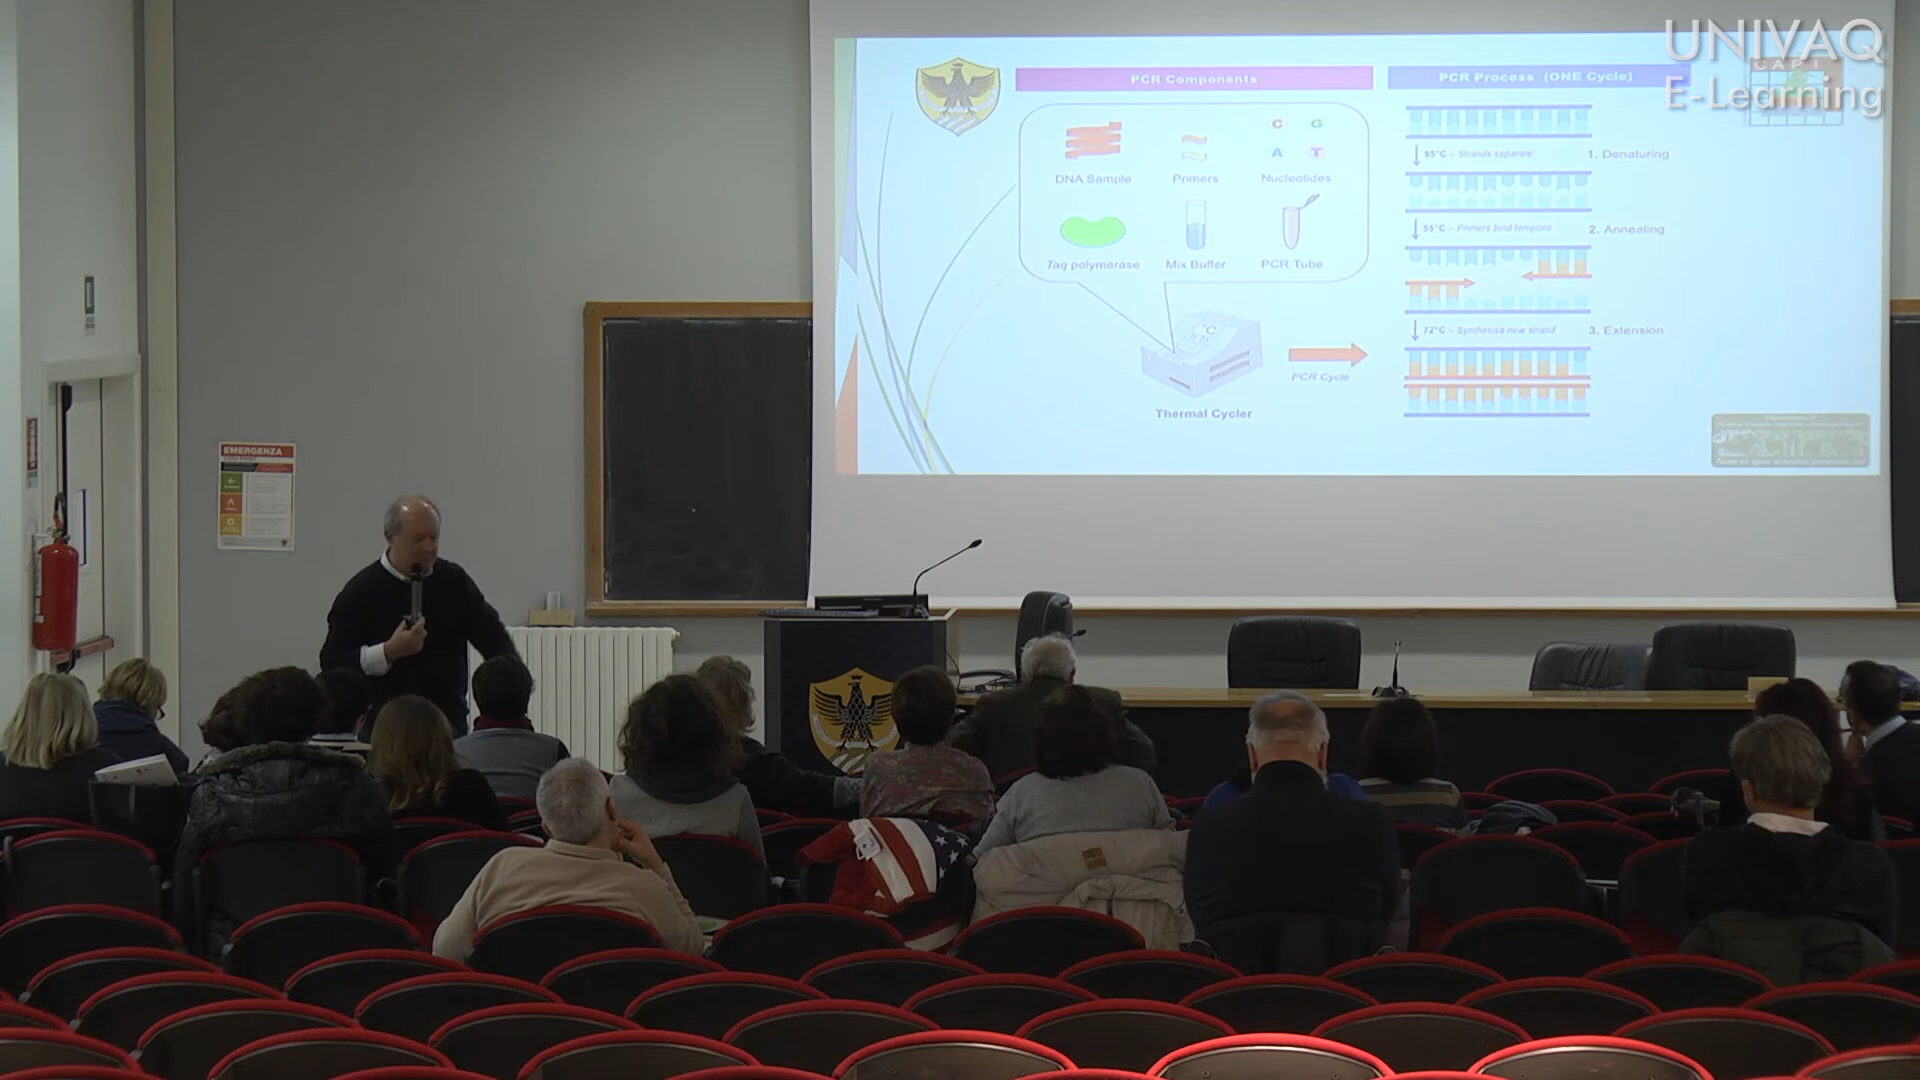 UNIVAQ
E-Learning
CAPI
PCR Components
PCR Process (ONE Cycle)
C G
A T
DNA Sample
Primers
Nucleotides
Taq polymerase
Mix Buffer
PCR Tube
°C
Thermal Cycler
PCR Cycle
95°C – Strands separate
1. Denaturing
55°C – Primers bind template
2. Annealing
72°C – Synthesise new strand
3. Extension
EMERGENZA